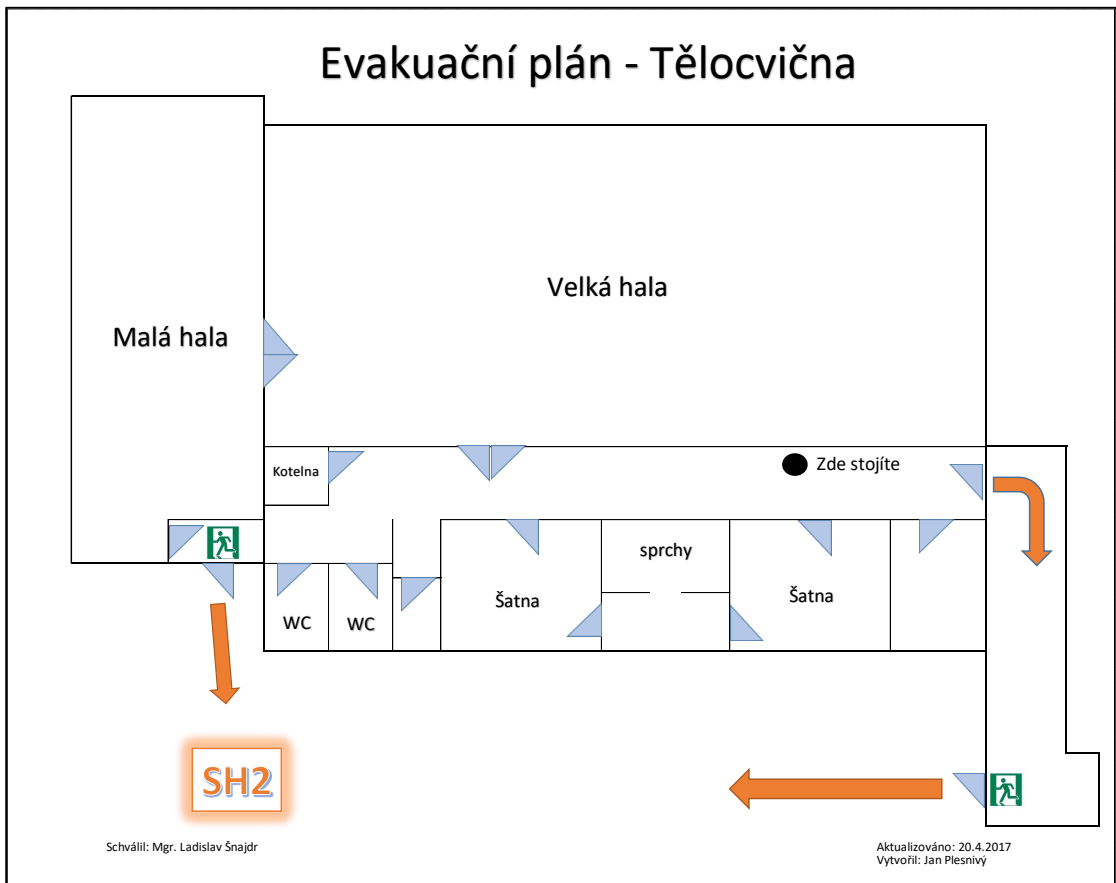 Evakuační plán - Tělocvična
Velká hala
Malá hala
Kotelna
Zde stojíte
sprchy
Šatna
Šatna
WC
WC
SH2
Schválil: Mgr. Ladislav Šnajdr
Aktualizováno: 20.4.2017
Vytvořil: Jan Plesnivý